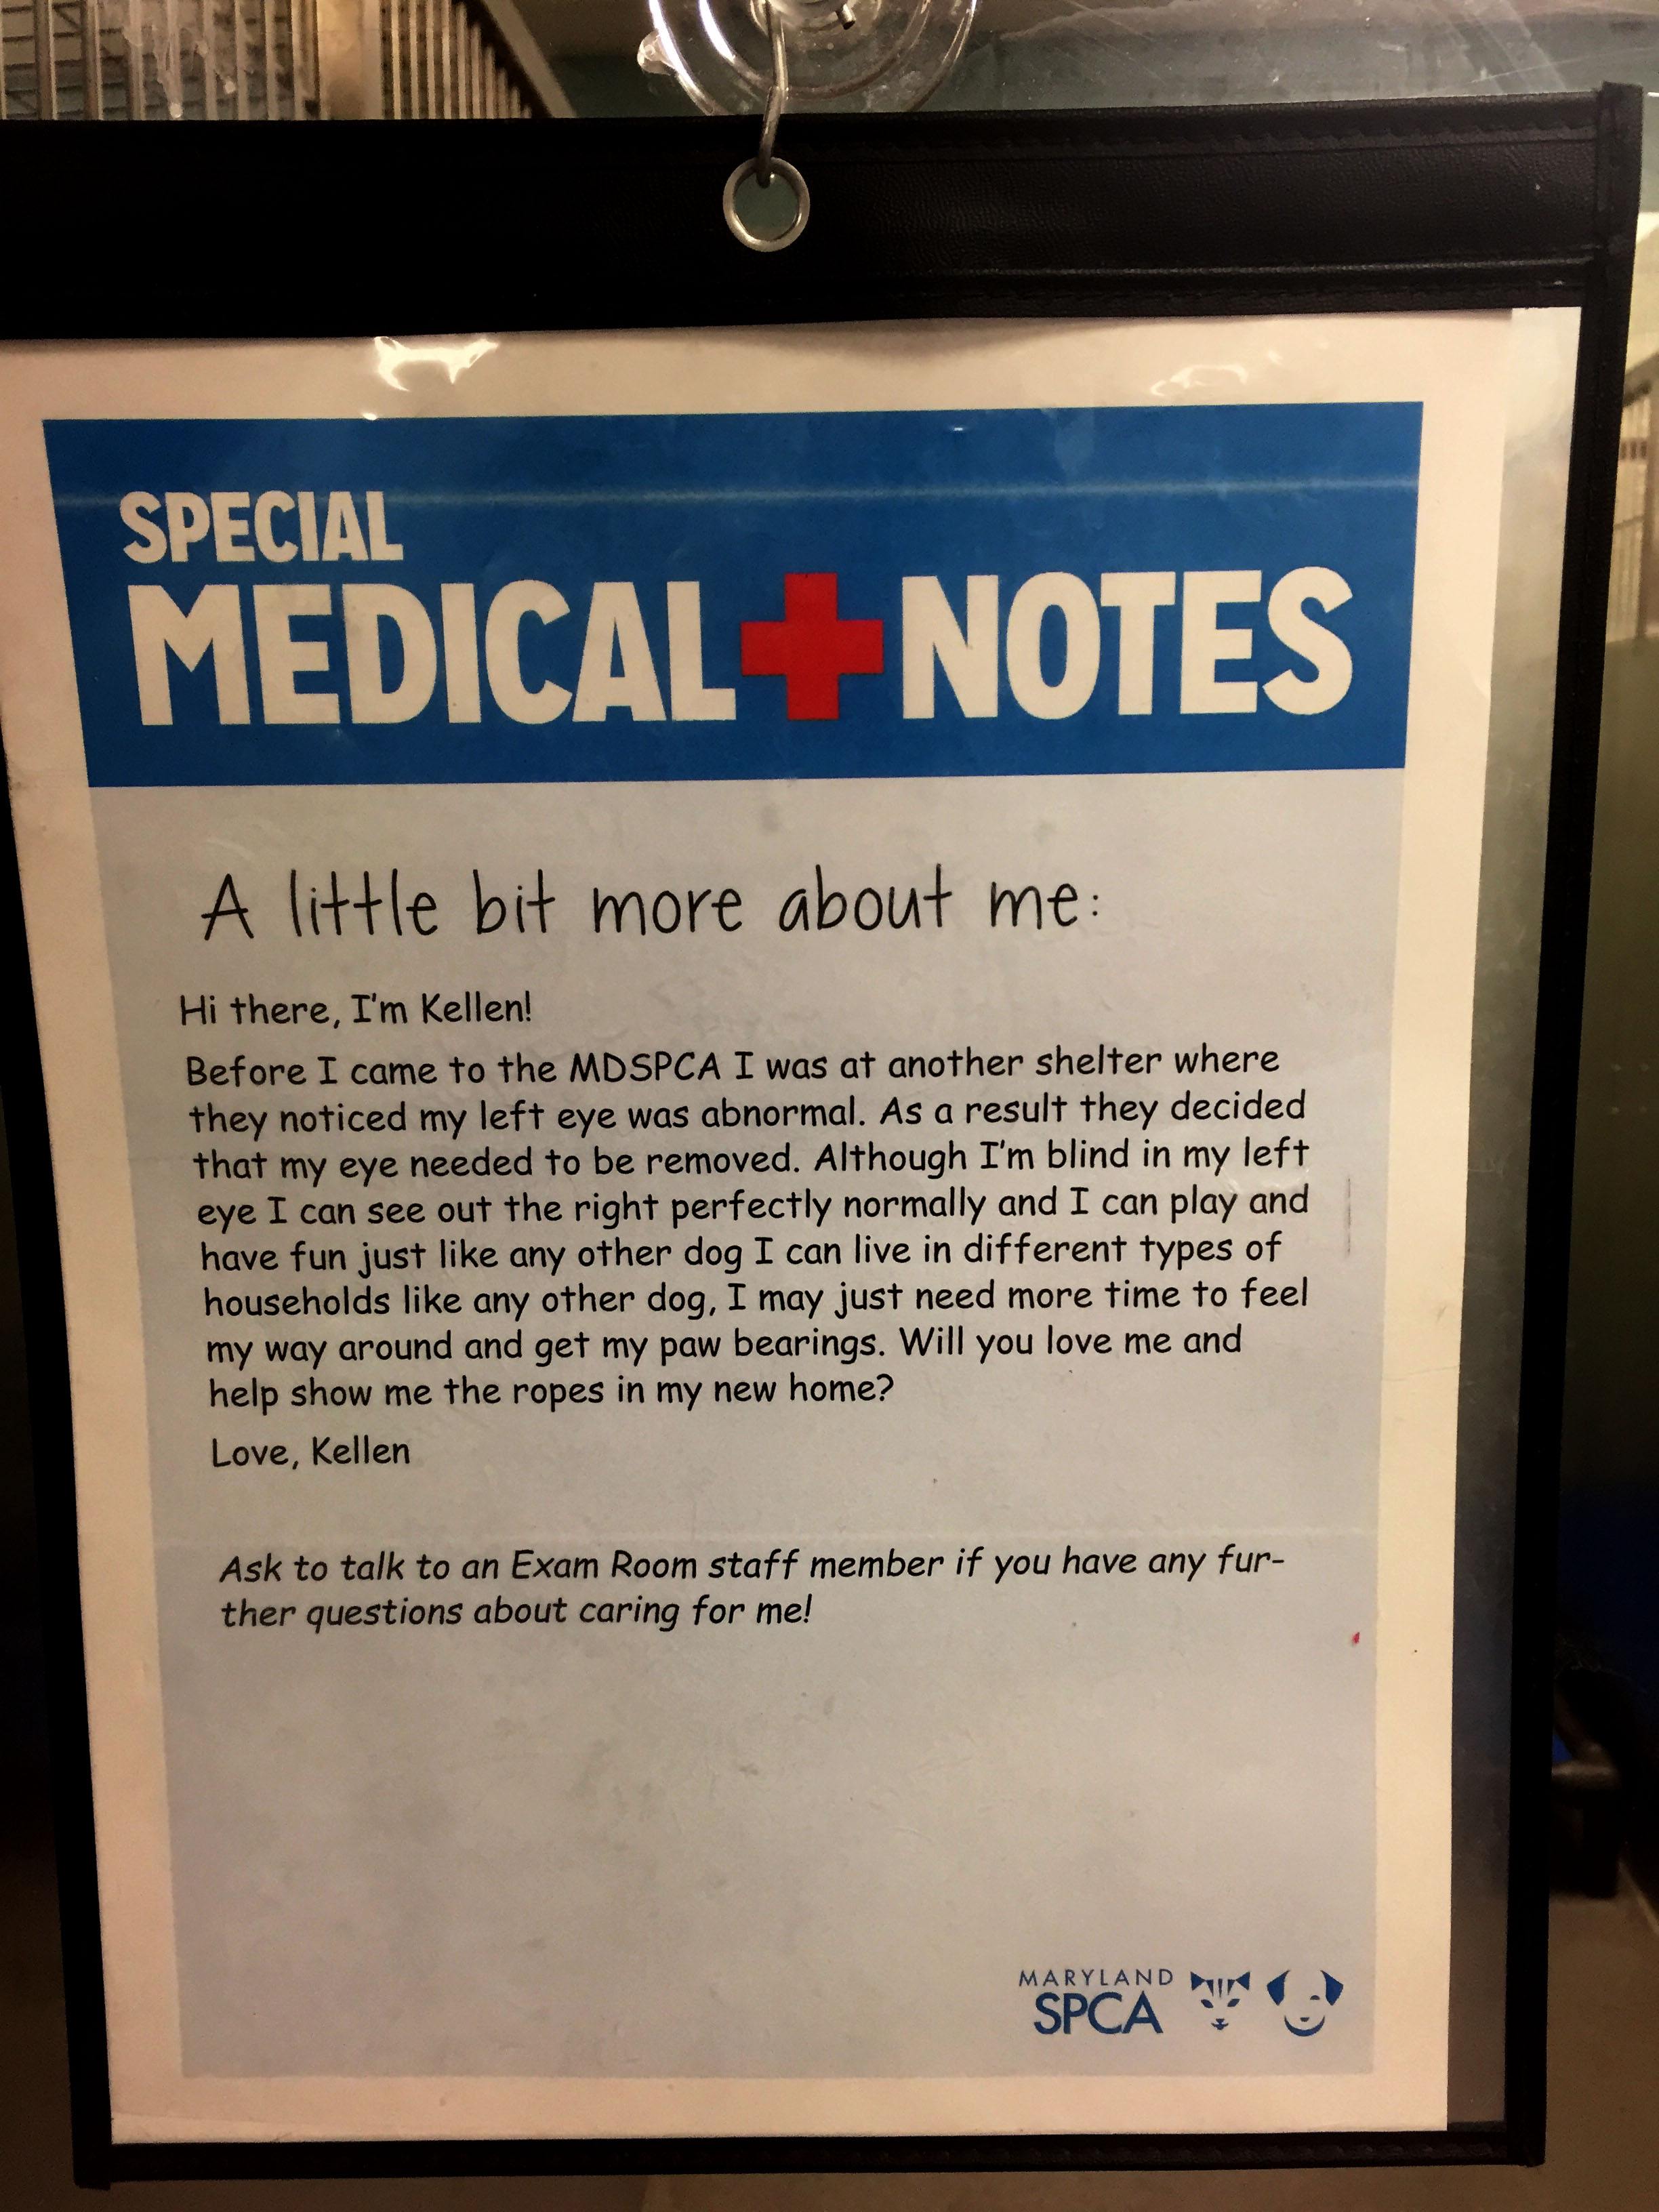 SPECIAL
MEDICAL NOTES
A little bit more about me:
Hi there, I'm Kellen!
Before I came to the MDSPCA I was at another shelter where
they noticed my left eye was abnormal. As a result they decided
that my eye needed to be removed. Although I'm blind in my left
eye I can see out the right perfectly normally and I can play and
have fun just like any other dog I can live in different types of
households like any other dog, I may just need more time to feel
my way around and get my paw bearings. Will you love me and
help show me the ropes in my new home?
Love, Kellen
Ask to talk to an Exam Room staff member if you have any fur-
ther questions about caring for me!
MARYLAND
SPCA